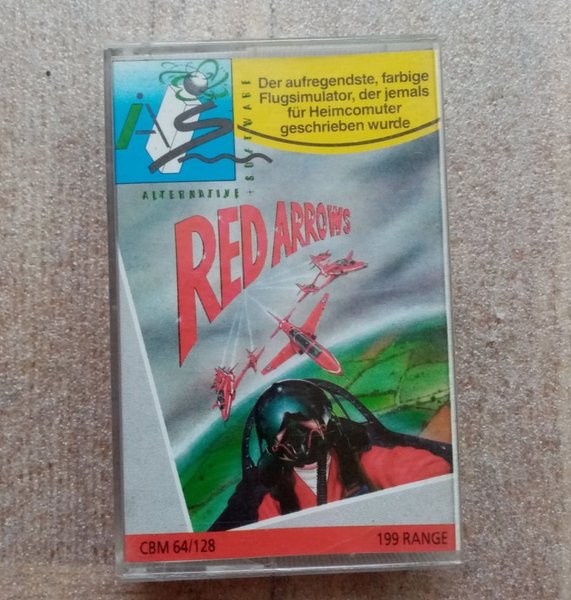 Der aufregendste, farbige
Flugsimulator, der jemals
für Heimcomuter
geschrieben wurde
iAS
SOFTWARE
ALTERNATIVE +
RED ARROWS
CBM 64/128
199 RANGE